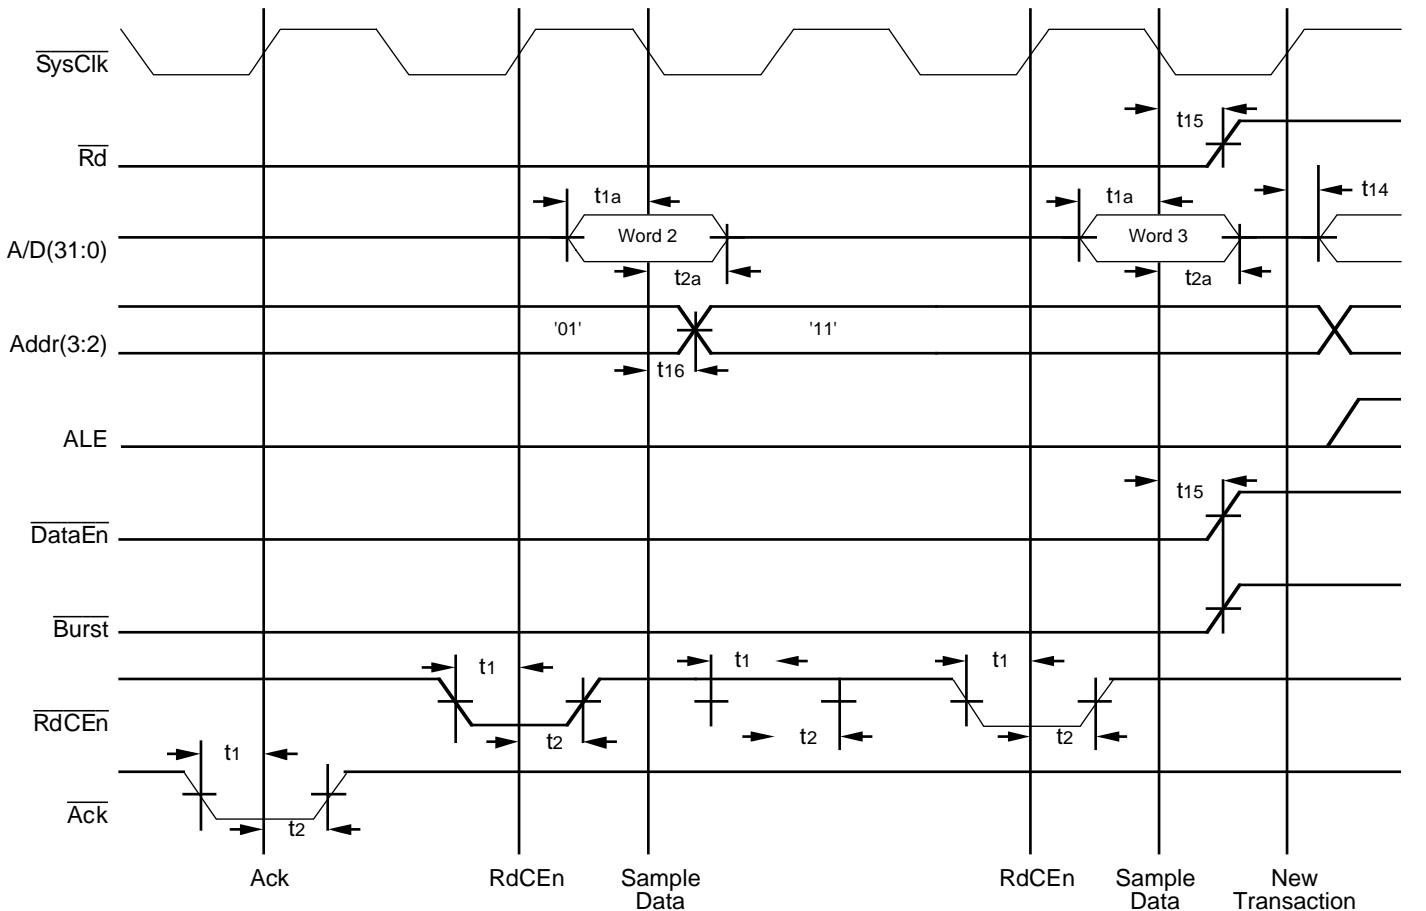 SysClk
t15
Rd
t1a
t1a
t14
Word 2
Word 3
A/D(31:0)
t2a
t2a
'01'
'11'
Addr(3:2)
t16
ALE
t15
DataEn
Burst
t1
t1
t1
RdCEn
t2
t2
t2
t1
Ack
t2
Ack
RdCEn
Sample
Data
RdCEn
Sample
Data
New
Transaction